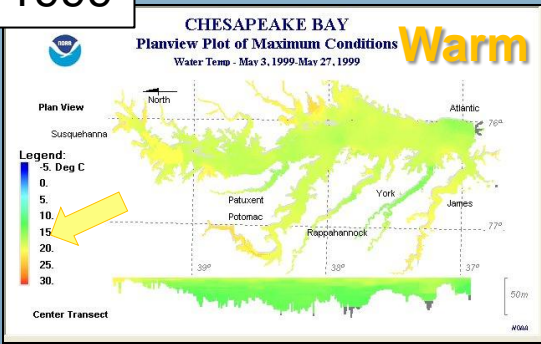 CHESAPEAKE BAY
Planview Plot of Maximum Conditions
Warm
Water Temp - May 3, 1999-May 27, 1999
NOAA
Plan View
North
Atlantic
Susquehanna
76°
Legend:
-5. Deg C
0.
5.
10.
15
20.
25.
30.
Patuxent
York
James
Potomac
Rappahannock
77°
39°
38°
37°
50m
Center Transect
NOAA